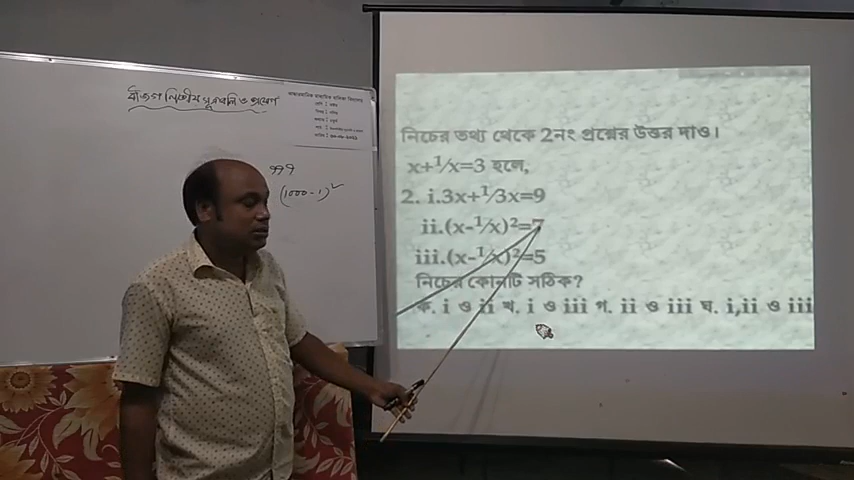 বীজগণিতীয় সূত্রাবলি ও প্রয়োগ
999
(1000-1)²
নিচের তথ্য থেকে 2নং প্রশ্নের উত্তর দাও।
x+¹/x=3 হলে,
2. i.3x+¹/3x=9
ii.(x-¹/x)²=7
iii.(x-¹/x)²=5
নিচের কোনটি সঠিক?
ক. i ও ii খ. i ও iii গ. ii ও iii ঘ. i,ii ও iii